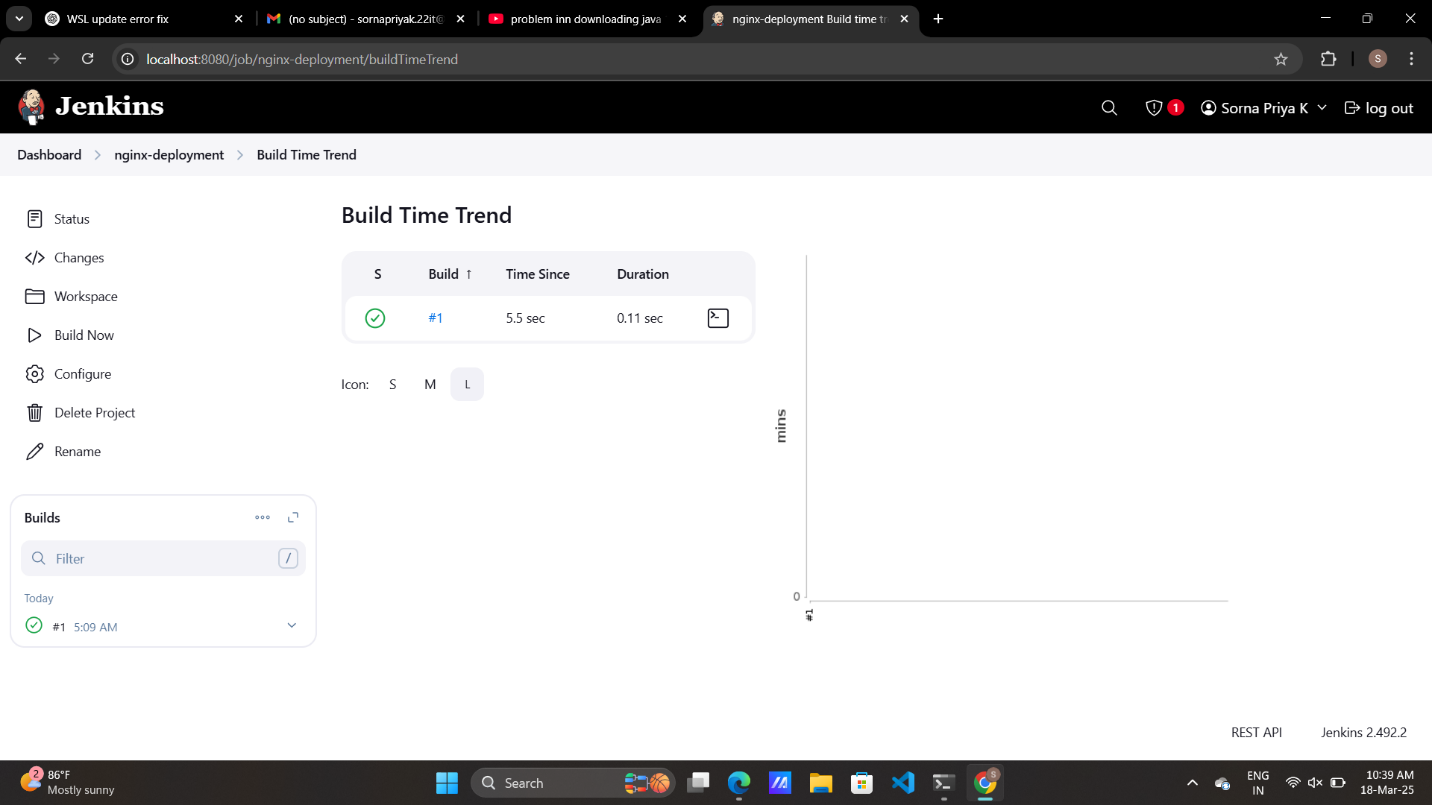 WSL update error fix
(no subject) - sornapriyak.22it@
problem inn downloading java
nginx-deployment Build time tr
localhost:8080/job/nginx-deployment/buildTimeTrend
S
Jenkins
1
Sorna Priya K
log out
Dashboard
nginx-deployment
Build Time Trend
Status
Changes
Workspace
Build Now
Configure
Delete Project
Rename
Builds
Filter
/
Today
#1 5:09 AM
Build Time Trend
S Build ↑ Time Since Duration
#1 5.5 sec 0.11 sec
Icon: S M L
mins
0
#1
REST API
Jenkins 2.492.2
2
86°F
Mostly sunny
Search
S
ENG
IN
10:39 AM
18-Mar-25